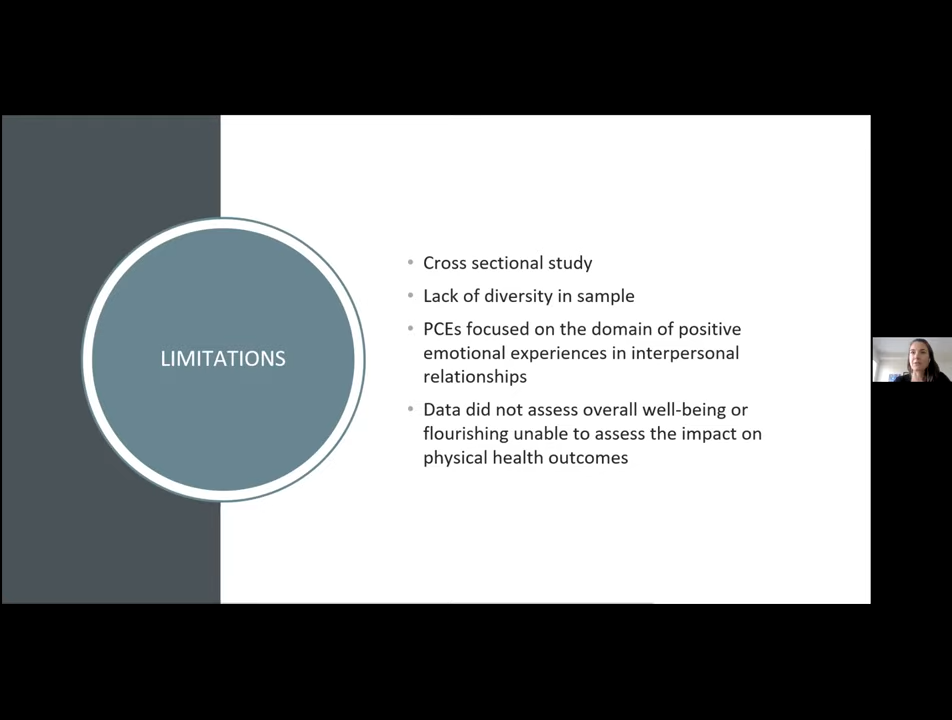 LIMITATIONS
Cross sectional study
Lack of diversity in sample
PCEs focused on the domain of positive
emotional experiences in interpersonal
relationships
Data did not assess overall well-being or
flourishing unable to assess the impact on
physical health outcomes